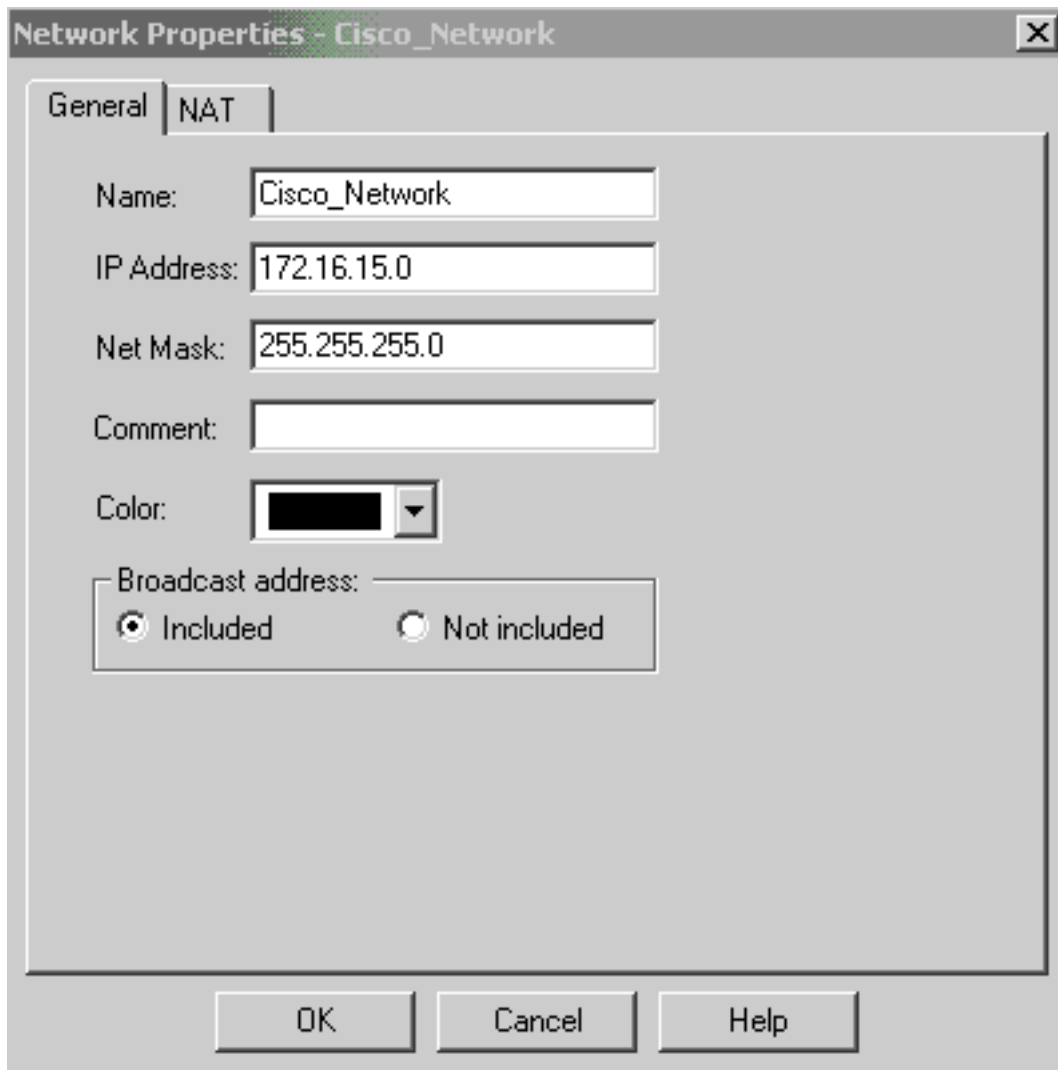 Network Properties - Cisco_Network
General NAT
Name: Cisco_Network
IP Address: 172.16.15.0
Net Mask: 255.255.255.0
Comment:
Color:
Broadcast address:
Included Not included
OK Cancel Help